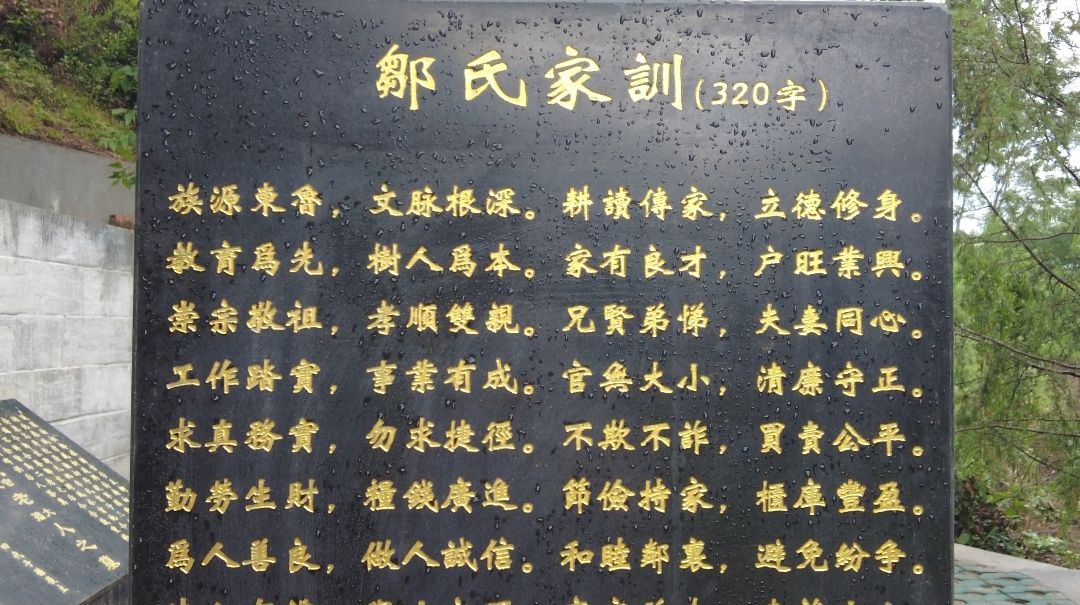 鄒氏家訓(320字)
族源東魯，文脉根深。耕讀傳家，立德修身。
教育爲先，樹人爲本。家有良才，户旺業興。
崇宗敬祖，孝順雙親。兄賢弟悌，夫妻同心。
工作踏實，事業有成。官無大小，清廉守正。
求真務實，勿求捷徑。不欺不詐，買賣公平。
勤勞生財，糧錢廣進。節儉持家，櫃庫豐盈。
爲人善良，做人誠信。和睦鄰裏，避免紛争。